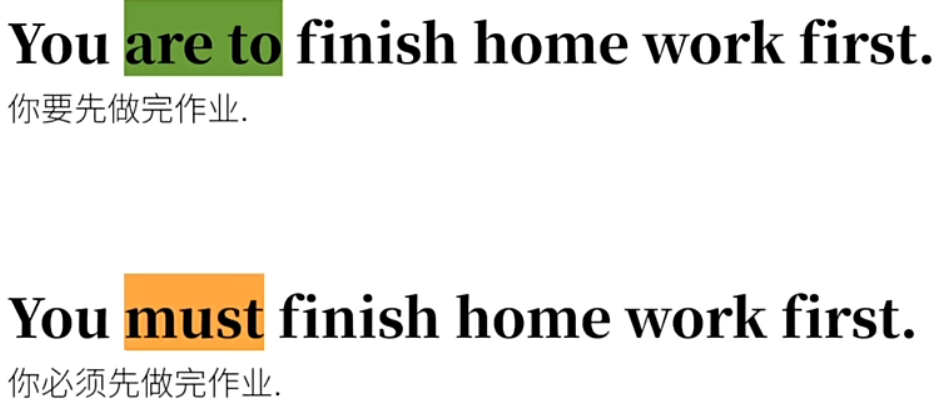 You are to finish home work first.
你要先做完作业.
You must finish home work first.
你必须先做完作业.